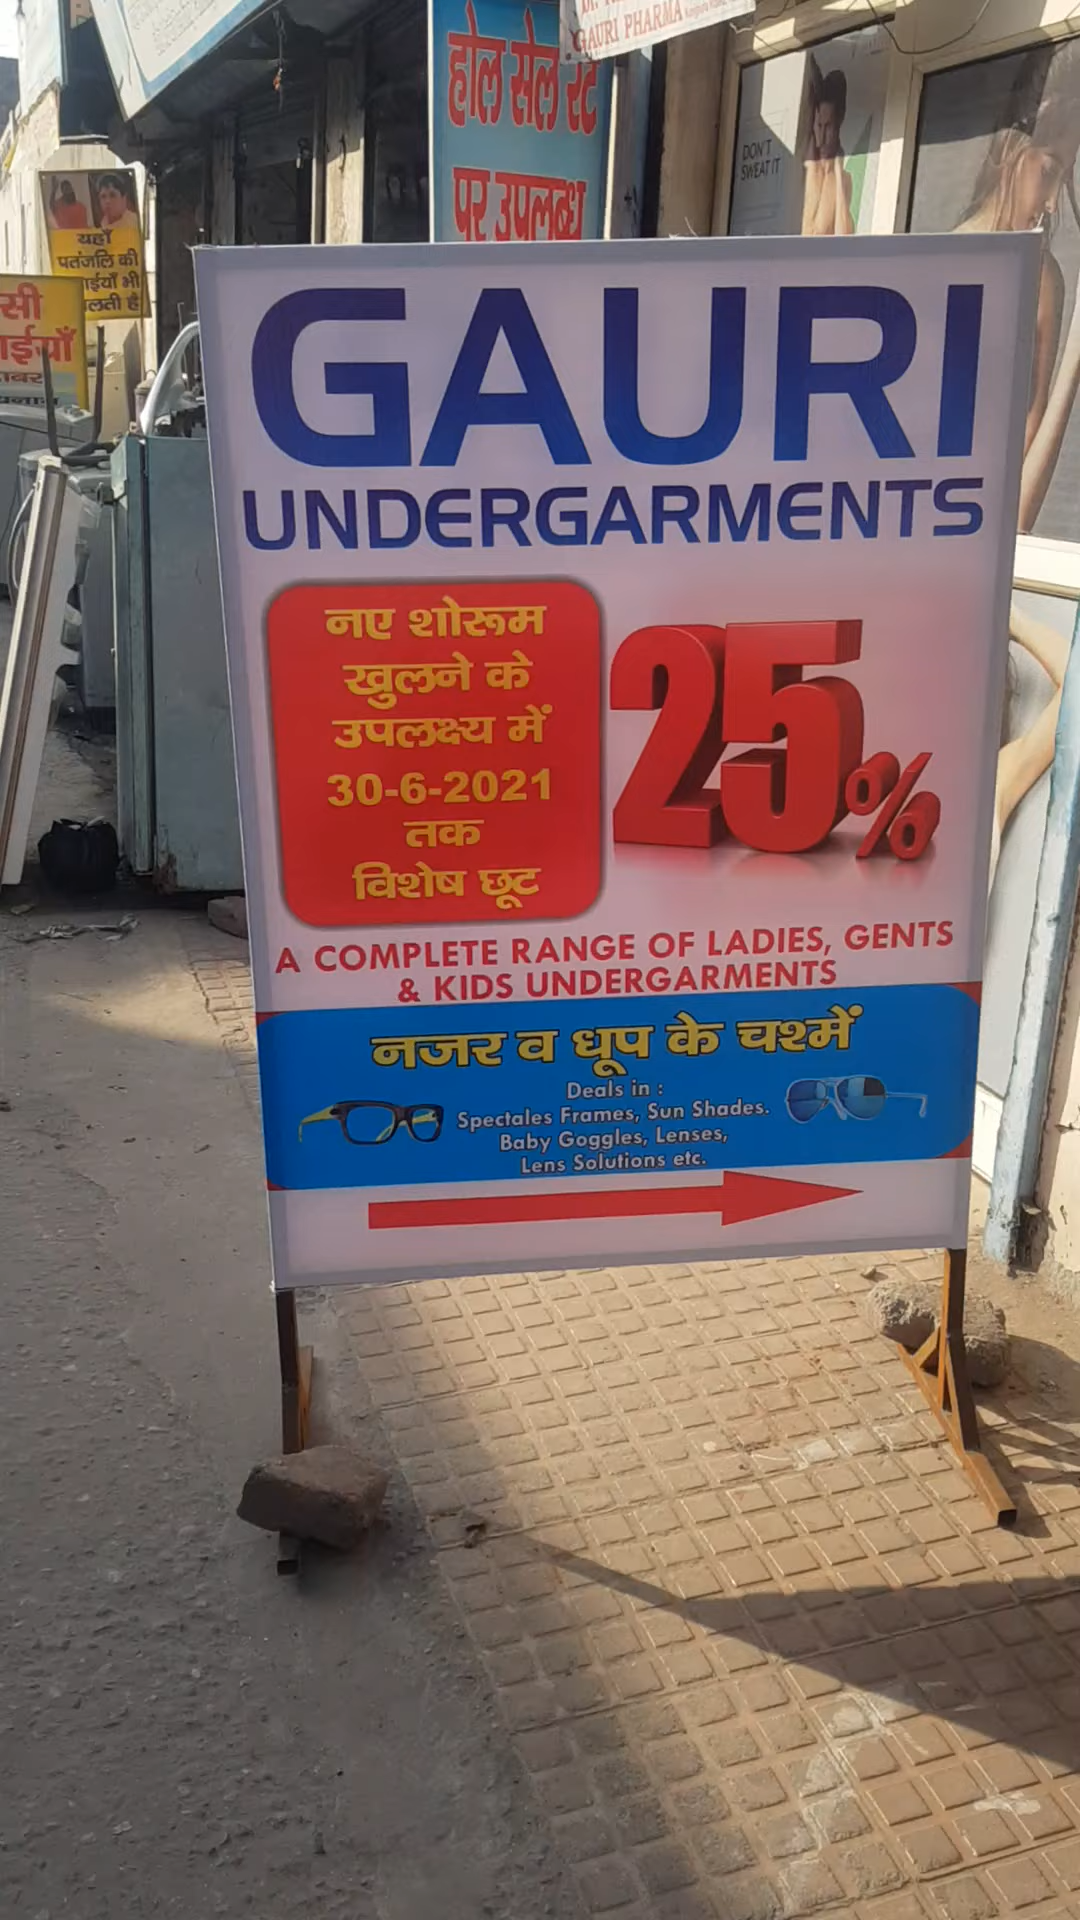 GAURI PHARMA
होल सेल रेट
पर उपलब्ध
DON'T
SWEAT IT
यहाँ
पतंजलि की
भी
सी
GAURI
UNDERGARMENTS
नए शोरूम
खुलने के
उपलक्ष्य में
30-6-2021
तक
विशेष छूट
25%
A COMPLETE RANGE OF LADIES, GENTS
& KIDS UNDERGARMENTS
नजर व धूप के चश्में
Deals in :
Spectales Frames, Sun Shades.
Baby Goggles, Lenses,
Lens Solutions etc.